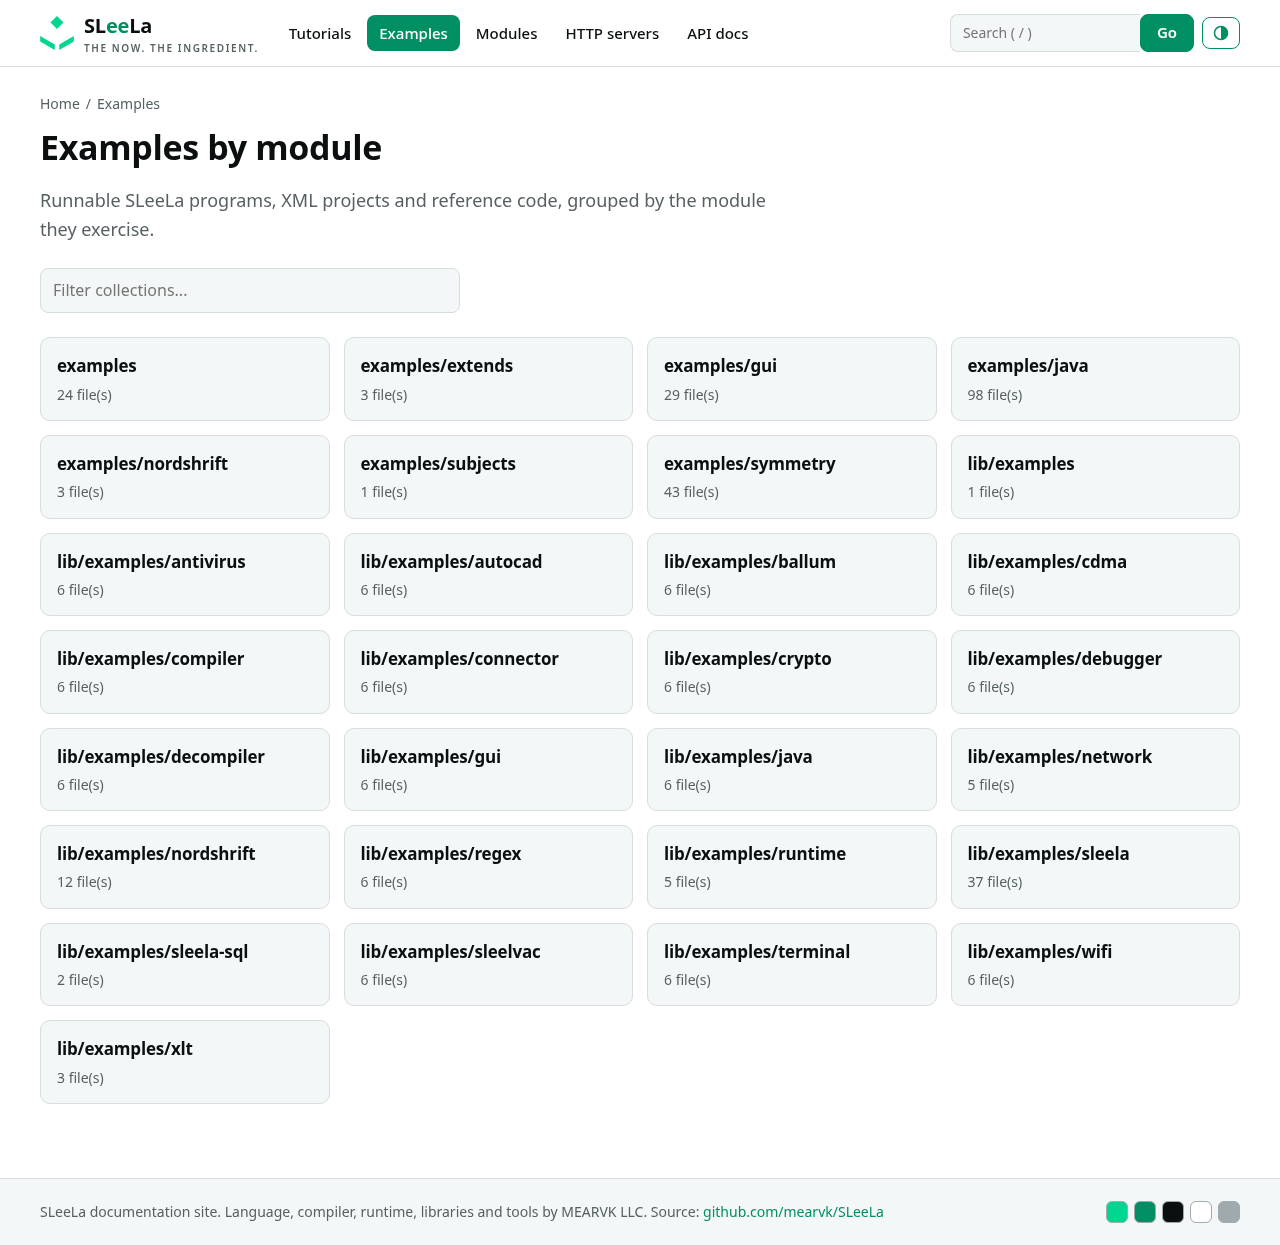 SLeeLa
THE NOW. THE INGREDIENT.
Tutorials
Examples
Modules
HTTP servers
API docs
Search ( / )
Go
Home / Examples
Examples by module
Runnable SLeeLa programs, XML projects and reference code, grouped by the module
they exercise.
Filter collections...
examples
24 file(s)
examples/extends
3 file(s)
examples/gui
29 file(s)
examples/java
98 file(s)
examples/nordshrift
3 file(s)
examples/subjects
1 file(s)
examples/symmetry
43 file(s)
lib/examples
1 file(s)
lib/examples/antivirus
6 file(s)
lib/examples/autocad
6 file(s)
lib/examples/ballum
6 file(s)
lib/examples/cdma
6 file(s)
lib/examples/compiler
6 file(s)
lib/examples/connector
6 file(s)
lib/examples/crypto
6 file(s)
lib/examples/debugger
6 file(s)
lib/examples/decompiler
6 file(s)
lib/examples/gui
6 file(s)
lib/examples/java
6 file(s)
lib/examples/network
5 file(s)
lib/examples/nordshrift
12 file(s)
lib/examples/regex
6 file(s)
lib/examples/runtime
5 file(s)
lib/examples/sleela
37 file(s)
lib/examples/sleela-sql
2 file(s)
lib/examples/sleelvac
6 file(s)
lib/examples/terminal
6 file(s)
lib/examples/wifi
6 file(s)
lib/examples/xlt
3 file(s)
SLeeLa documentation site. Language, compiler, runtime, libraries and tools by MEARVK LLC. Source: github.com/mearvk/SLeeLa